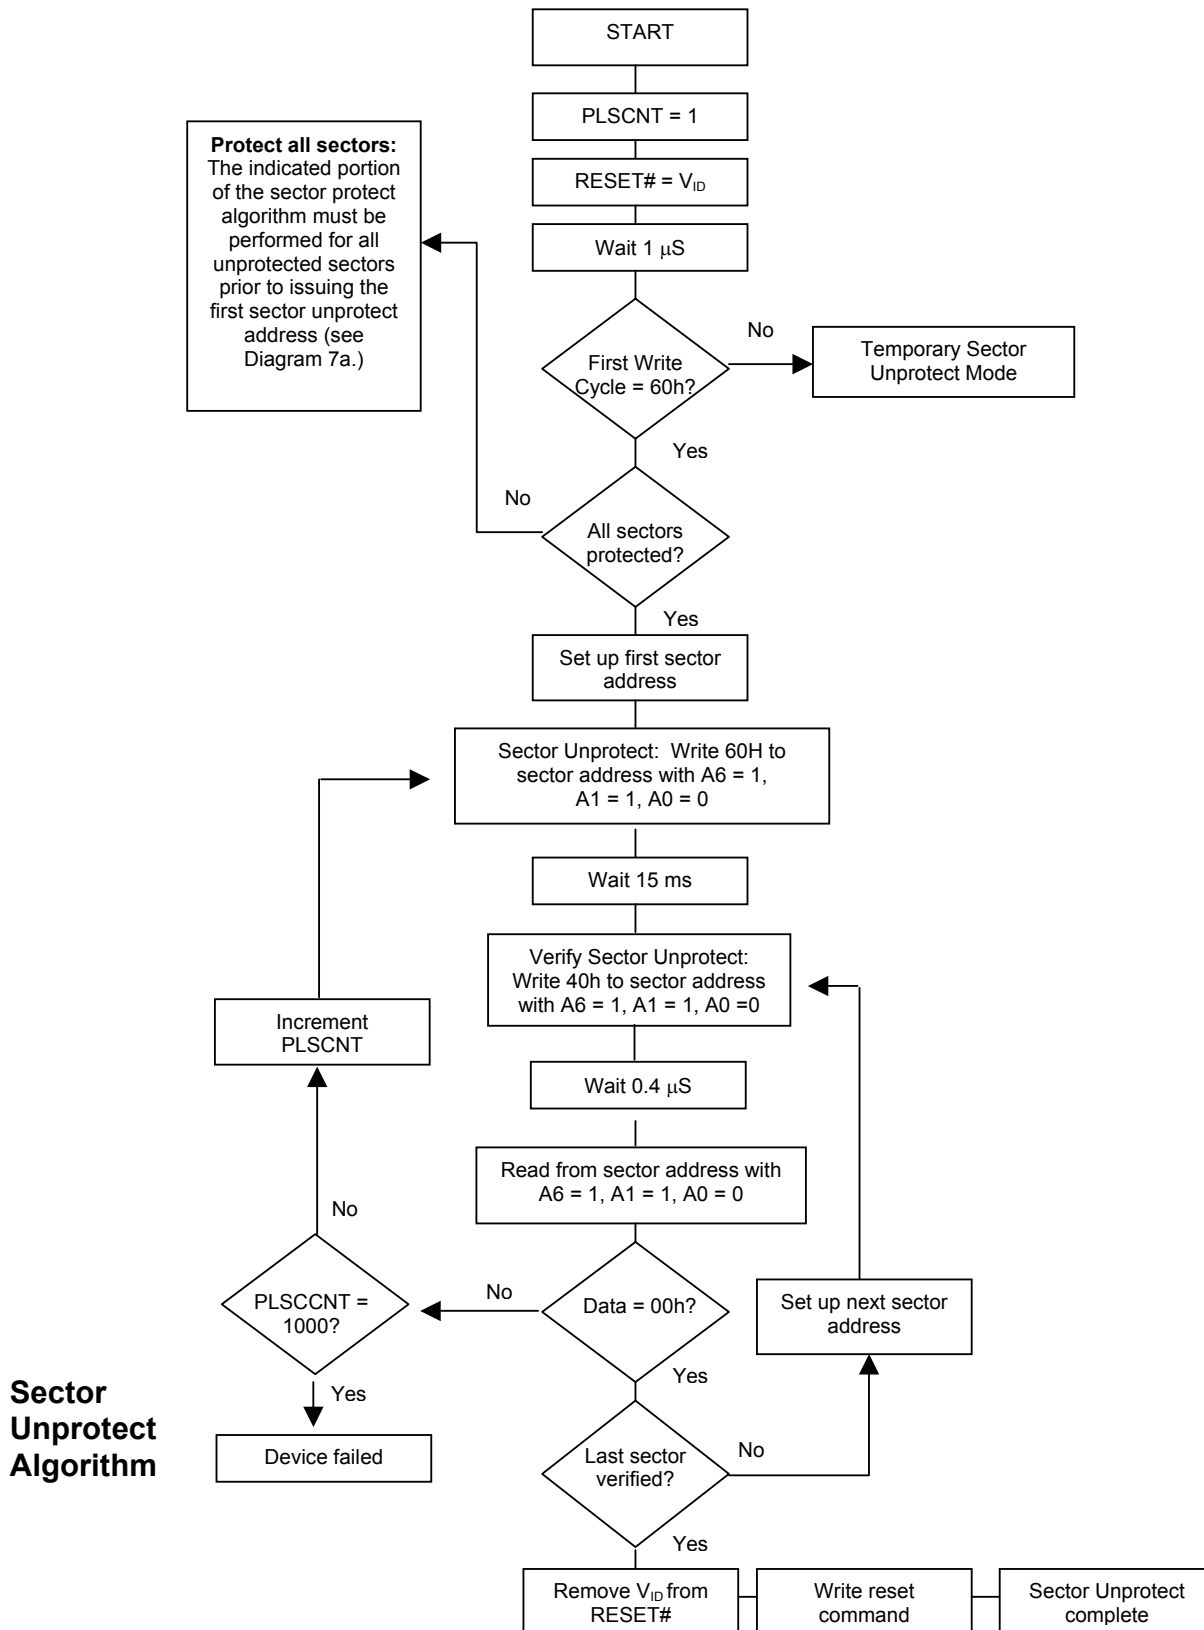 START
PLSCNT = 1
Protect all sectors:
The indicated portion
of the sector protect
algorithm must be
performed for all
unprotected sectors
prior to issuing the
first sector unprotect
address (see
Diagram 7a.)
RESET# = VID
Wait 1 μS
First Write
Cycle = 60h?
No
Temporary Sector
Unprotect Mode
Yes
No
All sectors
protected?
Yes
Set up first sector
address
Sector Unprotect: Write 60H to
sector address with A6 = 1,
A1 = 1, A0 = 0
Wait 15 ms
Verify Sector Unprotect:
Write 40h to sector address
with A6 = 1, A1 = 1, A0 =0
Increment
PLSCNT
Wait 0.4 μS
Read from sector address with
A6 = 1, A1 = 1, A0 = 0
No
PLSCCNT =
1000?
No
Data = 00h?
Set up next sector
address
Yes
Yes
Sector
Unprotect
Algorithm
Device failed
Last sector
verified?
No
Yes
Remove VID from
RESET#
Write reset
command
Sector Unprotect
complete